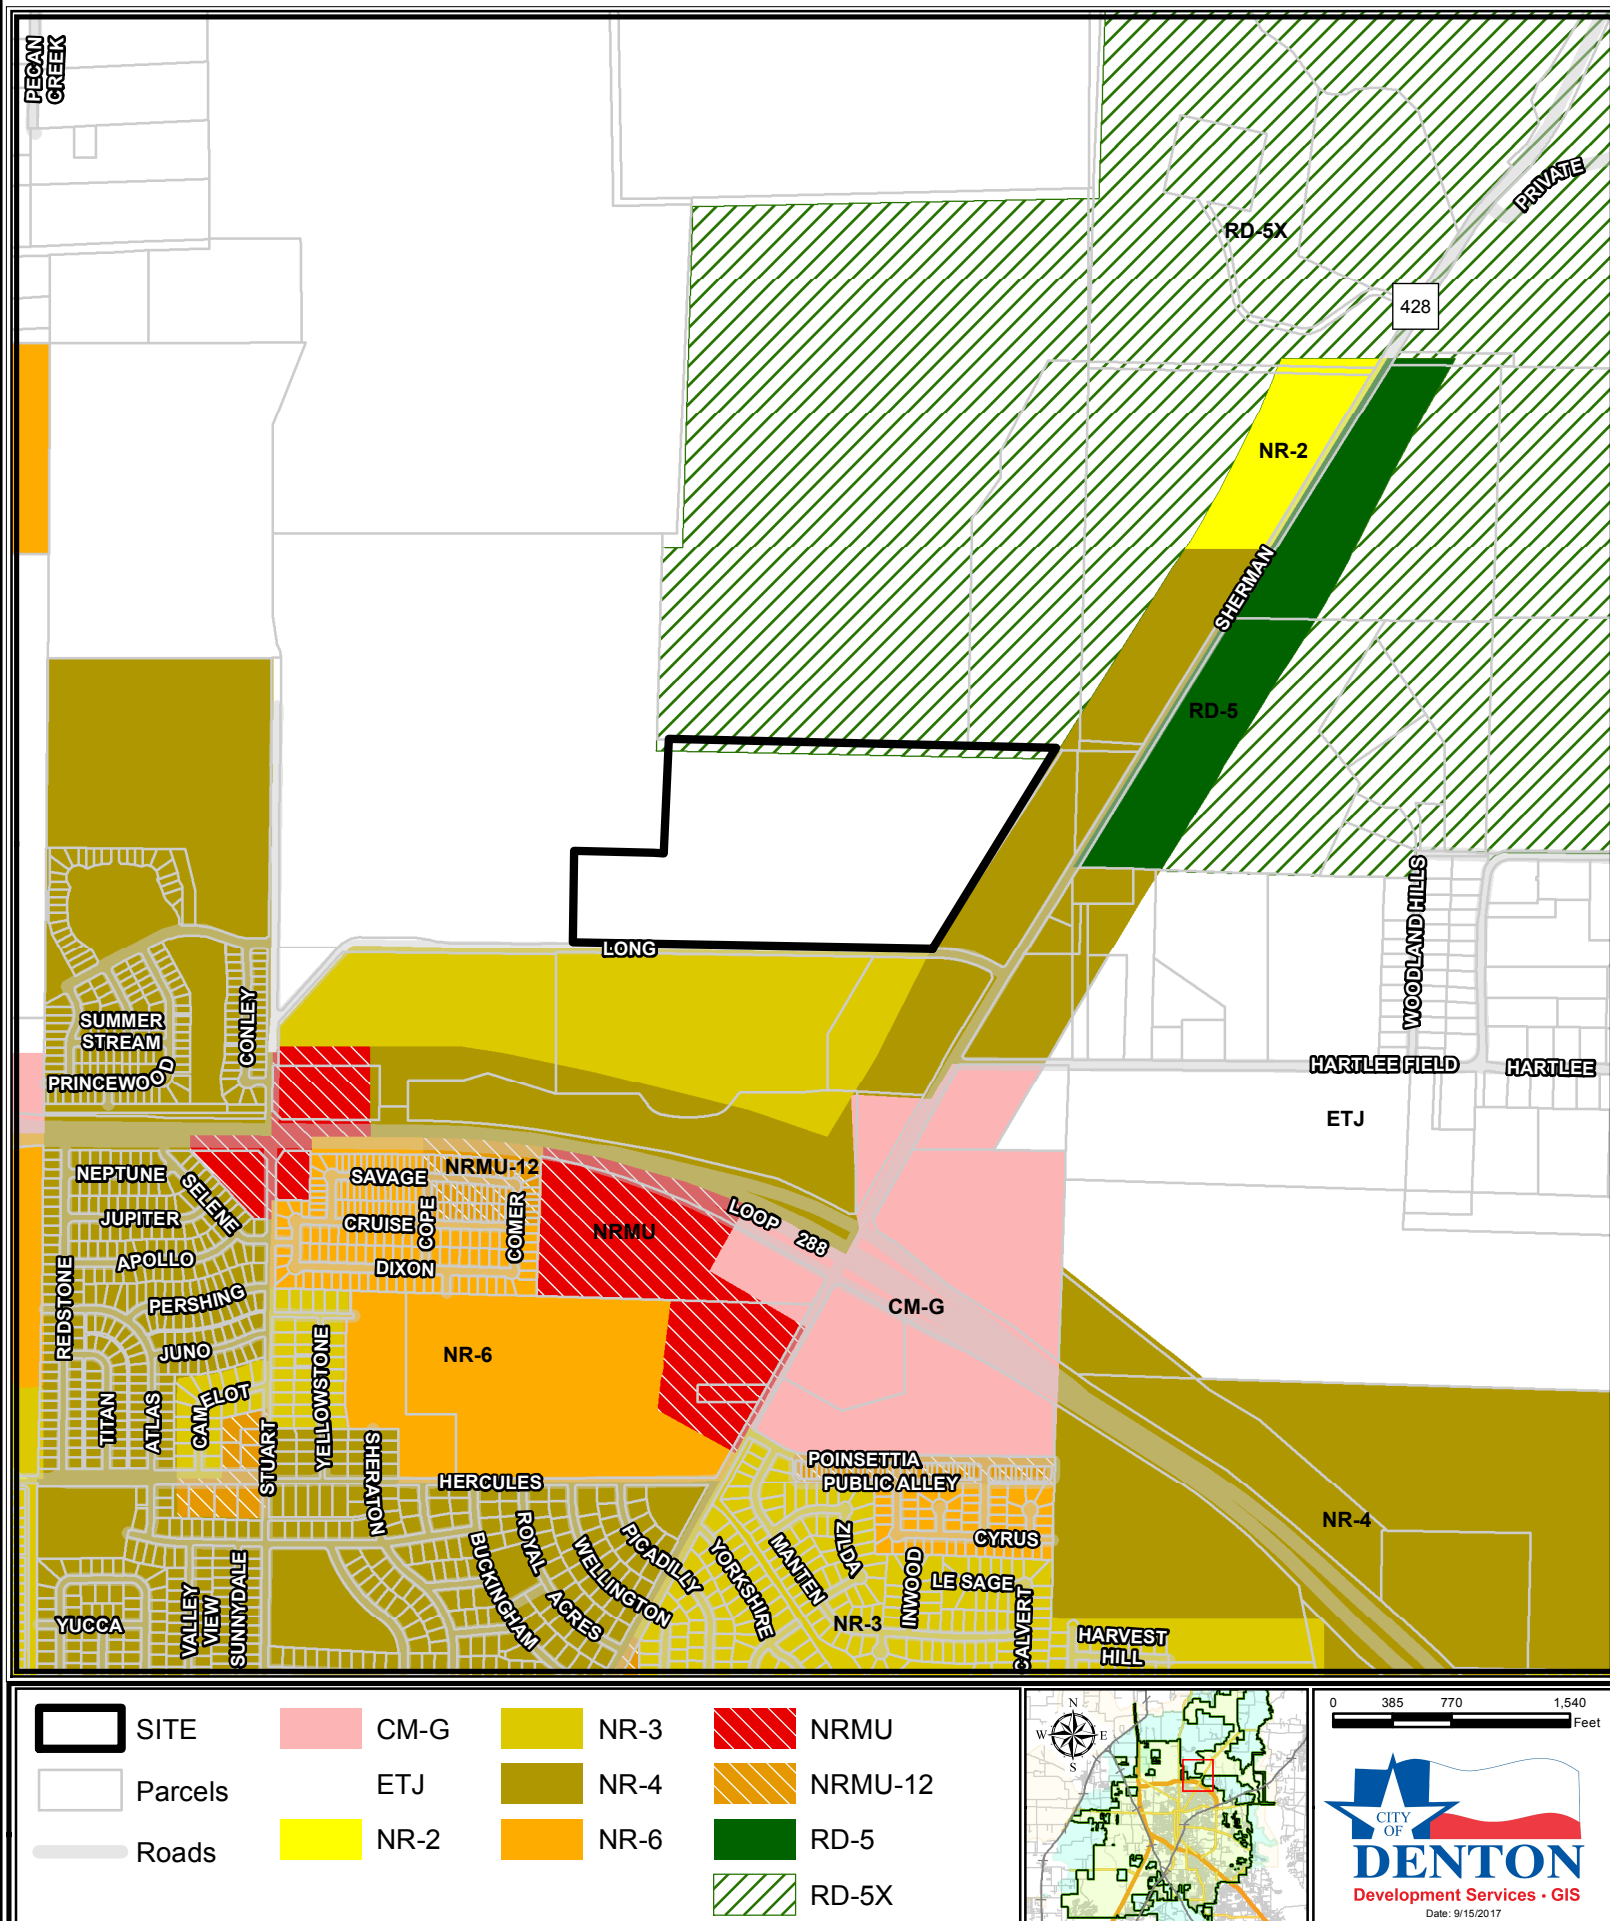 PECAN
CREEK
PRIVATE
RD-5X
428
NR-2
SHERMAN
RD-5
WOODLAND HILLS
LONG
CONLEY
SUMMER
STREAM
PRINCEWOOD
HARTLEE FIELD
HARTLEE
ETJ
NEPTUNE
SELENE
SAVAGE
NRMU-12
JUPITER
CRUISE
COPE
COMER
NRMU
LOOP 288
APOLLO
DIXON
REDSTONE
PERSHING
CM-G
JUNO
YELLOWSTONE
NR-6
TITAN
ATLAS
CAMELOT
STUART
SHERATON
HERCULES
POINSETTIA
PUBLIC ALLEY
NR-4
ROYAL
ACRES
BUCKINGHAM
WELLINGTON
PICADILLY
YORKSHIRE
MANTEN
TILDA
CYRUS
INWOOD
LE SAGE
CALVERT
NR-3
YUCCA
VALLEY
VIEW
SUNNYDALE
HARVEST
HILL
SITE
Parcels
Roads
CM-G
ETJ
NR-2
NR-3
NR-4
NR-6
NRMU
NRMU-12
RD-5
RD-5X
N
W E
S
0 385 770 1,540
Feet
CITY
OF
DENTON
Development Services • GIS
Date: 9/15/2017